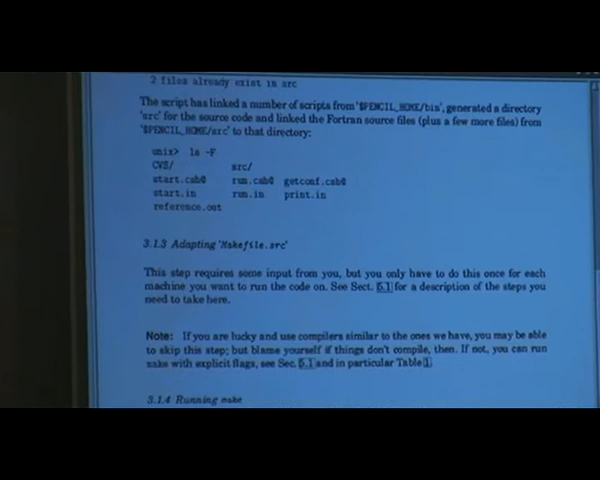 2 files already exist in src
The script has linked a number of scripts from '$PENCIL_HOME/bin', generated a directory
'src' for the source code and linked the Fortran source files (plus a few more files) from
'$PENCIL_HOME/src' to that directory:
unix> ls -F
CVS/ src/
start.csh@ run.csh@ getconf.csh@
start.in run.in print.in
reference.out
3.1.3 Adapting 'Makefile.src'
This step requires some input from you, but you only have to do this once for each
machine you want to run the code on. See Sect. 5.1 for a description of the steps you
need to take here.
Note: If you are lucky and use compilers similar to the ones we have, you may be able
to skip this step; but blame yourself if things don't compile, then. If not, you can run
make with explicit flags, see Sec. 5.1 and in particular Table 1.
3.1.4 Running make